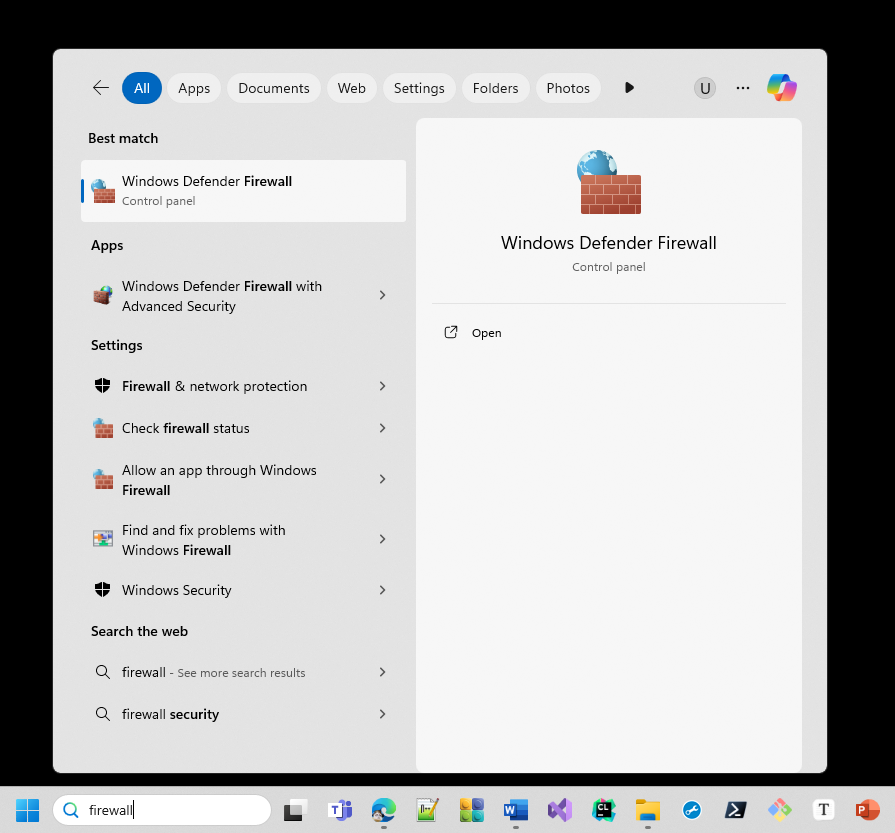 All
Apps
Documents
Web
Settings
Folders
Photos
U
Best match
Windows Defender Firewall
Control panel
Apps
Windows Defender Firewall with
Advanced Security
Settings
Firewall & network protection
Check firewall status
Allow an app through Windows
Firewall
Find and fix problems with
Windows Firewall
Windows Security
Search the web
firewall - See more search results
firewall security
Windows Defender Firewall
Control panel
Open
firewall
T
W
CL
T
P